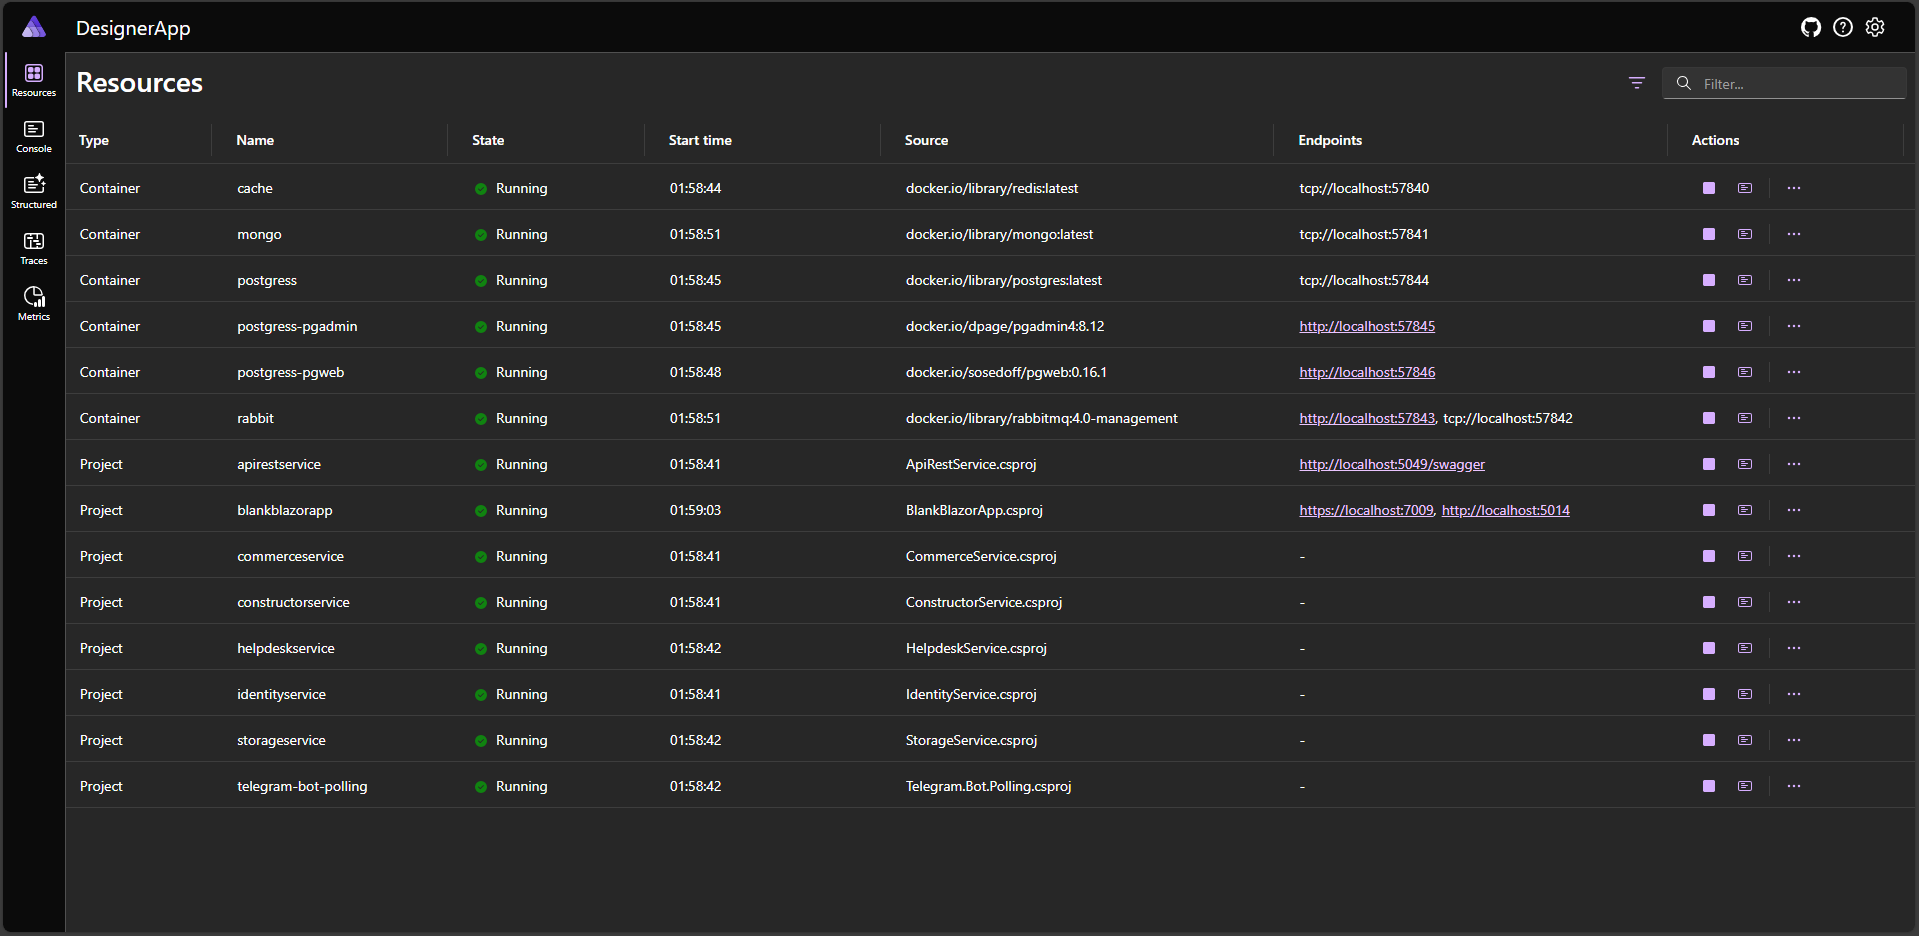 DesignerApp
Resources
Console
Structured
Traces
Metrics
Resources
Filter...
Type Name State Start time Source Endpoints Actions
Container cache Running 01:58:44 docker.io/library/redis:latest tcp://localhost:57840
Container mongo Running 01:58:51 docker.io/library/mongo:latest tcp://localhost:57841
Container postgress Running 01:58:45 docker.io/library/postgres:latest tcp://localhost:57844
Container postgress-pgadmin Running 01:58:45 docker.io/dpage/pgadmin4:8.12 http://localhost:57845
Container postgress-pgweb Running 01:58:48 docker.io/sosedoff/pgweb:0.16.1 http://localhost:57846
Container rabbit Running 01:58:51 docker.io/library/rabbitmq:4.0-management http://localhost:57843, tcp://localhost:57842
Project apirestservice Running 01:58:41 ApiRestService.csproj http://localhost:5049/swagger
Project blankblazorapp Running 01:59:03 BlankBlazorApp.csproj https://localhost:7009, http://localhost:5014
Project commerceservice Running 01:58:41 CommerceService.csproj -
Project constructorservice Running 01:58:41 ConstructorService.csproj -
Project helpdeskservice Running 01:58:42 HelpdeskService.csproj -
Project identityservice Running 01:58:41 IdentityService.csproj -
Project storageservice Running 01:58:42 StorageService.csproj -
Project telegram-bot-polling Running 01:58:42 Telegram.Bot.Polling.csproj -